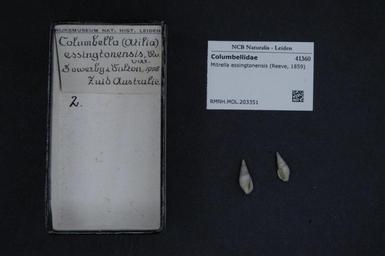 RIJKSMUSEUM NAT. HIST. LEIDEN
Columbella (Atilia)
essingtonensis, Rv.
Sowerby & Fulton,
Zuid Australie
2.
NCB Naturalis - Leiden
Columbellidae 41360
Mitrella essingtonensis (Reeve, 1859)
RMNH.MOL.203351